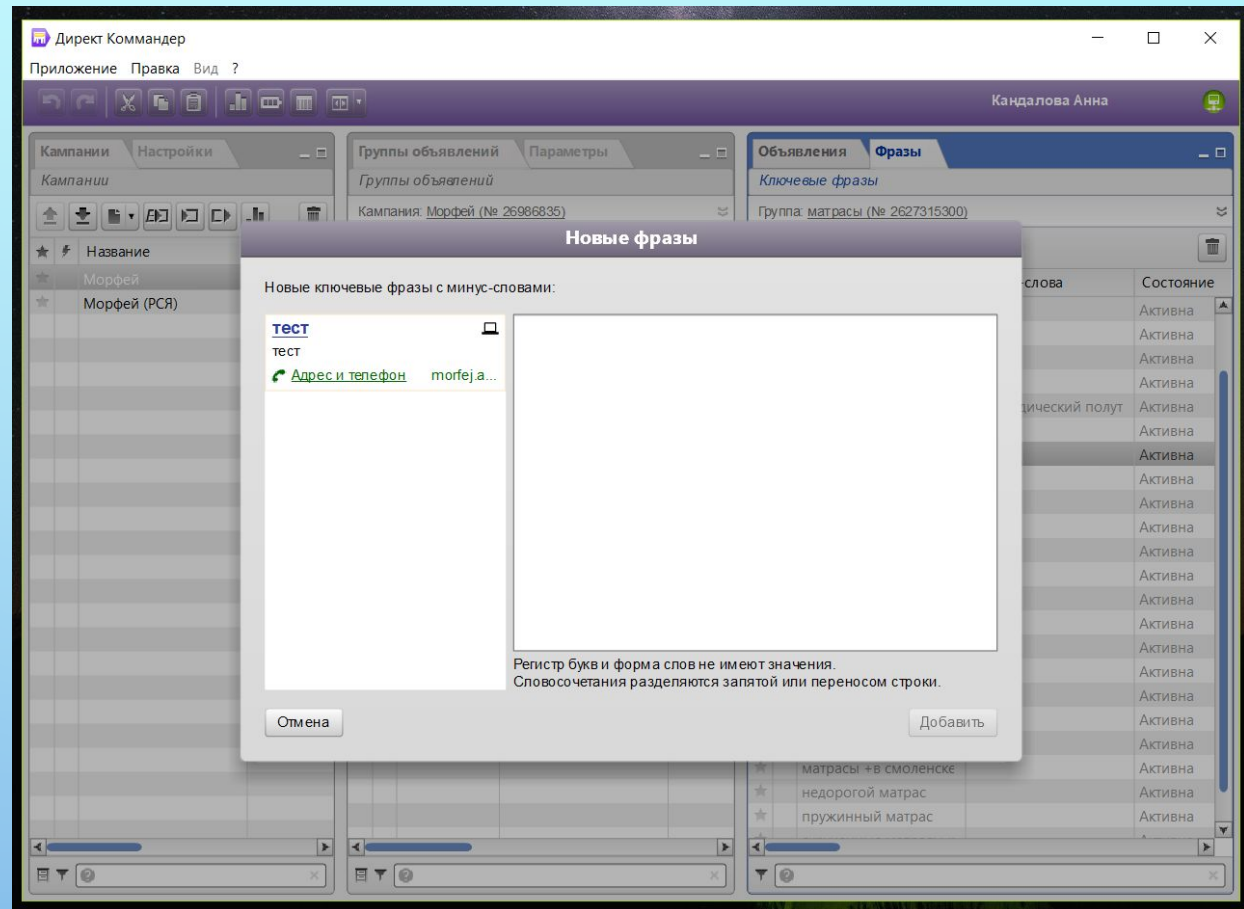 Директ Коммандер
Приложение Правка Вид ?
Кандалова Анна
Кампании Настройки
Группы объявлений Параметры
Объявления Фразы
Кампании
Группы объявлений
Ключевые фразы
Кампания: Морфей (№ 26986835)
Группа: матрасы (№ 2627315300)
Название
-слова Состояние
Морфей
Морфей (РСЯ)
Новые фразы
Новые ключевые фразы с минус-словами:
тест
тест
Адрес и телефон morfej.a...
Регистр букв и форма слов не имеют значения.
Словосочетания разделяются запятой или переносом строки.
Отмена
Добавить
Активна
Активна
Активна
Активна
дический полут Активна
Активна
Активна
Активна
Активна
Активна
Активна
Активна
Активна
Активна
Активна
Активна
Активна
Активна
Активна
матрасы +в смоленске Активна
недорогой матрас Активна
пружинный матрас Активна